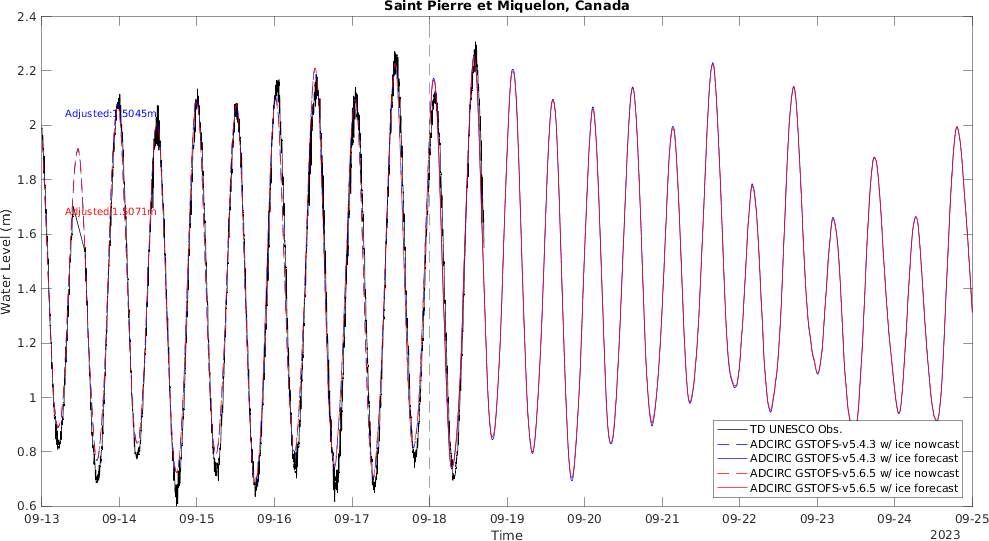 Saint Pierre et Miquelon, Canada
2.4
2.2
2
1.8
1.6
1.4
1.2
1
0.8
0.6
Water Level (m)
Adjusted:1.5045m
Adjusted:1.5071m
TD UNESCO Obs.
ADCIRC GSTOFS-v5.4.3 w/ ice nowcast
ADCIRC GSTOFS-v5.4.3 w/ ice forecast
ADCIRC GSTOFS-v5.6.5 w/ ice nowcast
ADCIRC GSTOFS-v5.6.5 w/ ice forecast
09-13 09-14 09-15 09-16 09-17 09-18 09-19 09-20 09-21 09-22 09-23 09-24 09-25
Time
2023